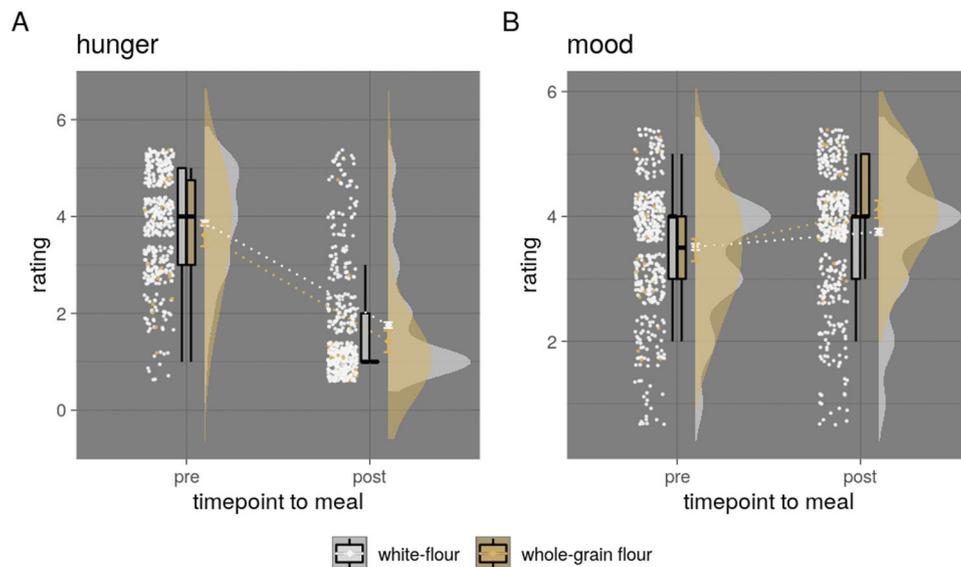 A
B
hunger
mood
rating
6
4
2
0
pre
post
timepoint to meal
rating
6
4
2
pre
post
timepoint to meal
white-flour
whole-grain flour